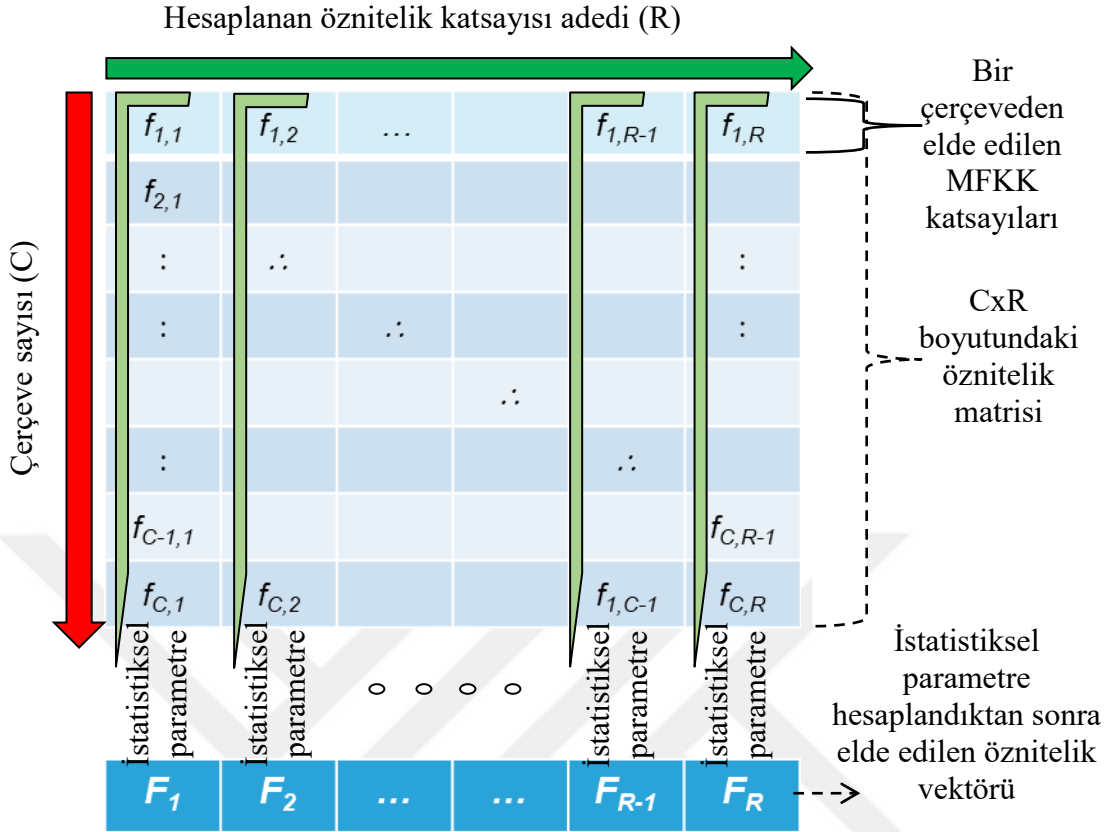 Hesaplanan öznitelik katsayısı adedi (R)
Çerçeve sayısı (C)
f1,1 f1,2 ... f1,R-1 f1,R
f2,1
: ∴ :
: ∴ :
∴
: ∴
fC-1,1 fC,R-1
fC,1 fC,2 f1,C-1 fC,R
Bir
çerçeveden
elde edilen
MFKK
katsayıları
CxR
boyutundaki
öznitelik
matrisi
İstatistiksel
parametre
İstatistiksel
parametre
İstatistiksel
parametre
İstatistiksel
parametre
İstatistiksel
parametre
hesaplandıktan sonra
elde edilen öznitelik
vektörü
F1 F2 ... ... FR-1 FR